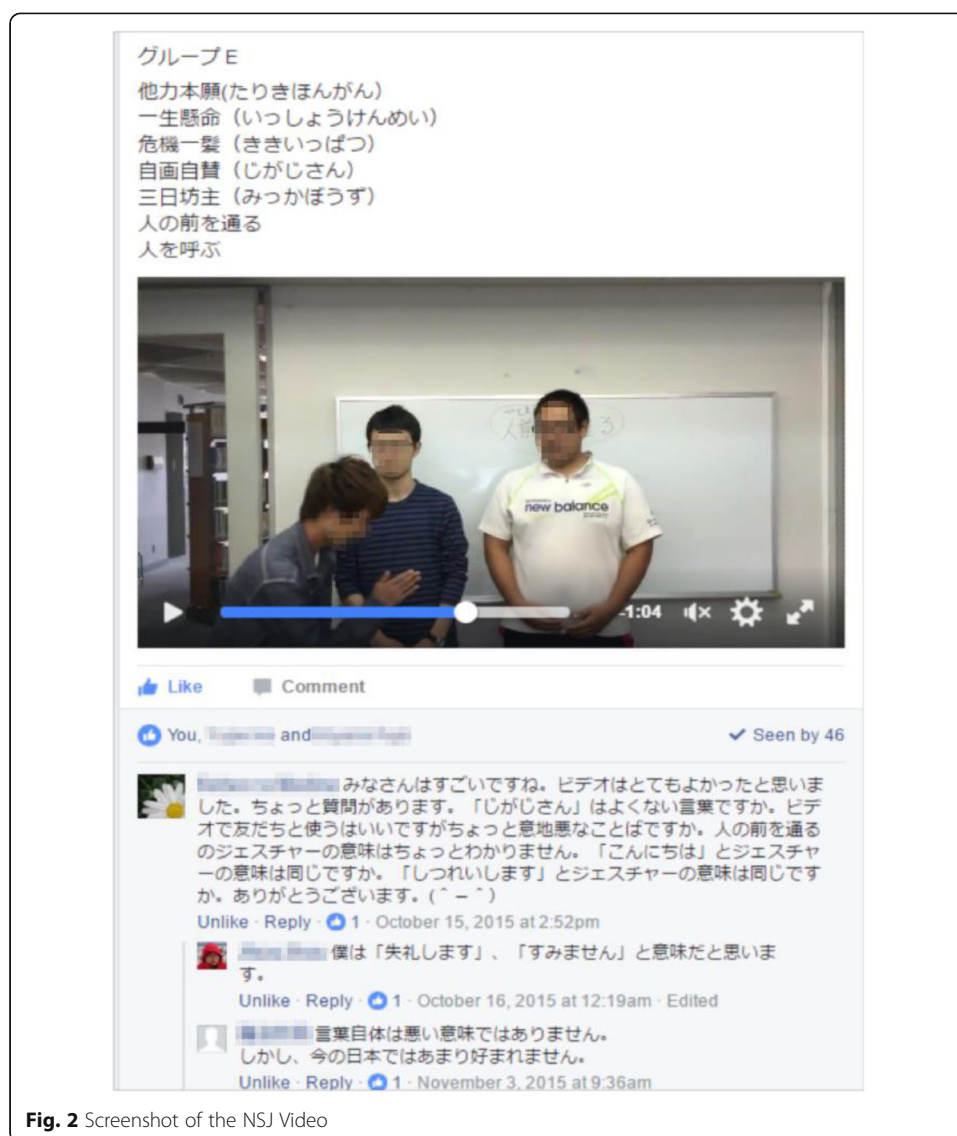 グループE
他力本願(たりきほんがん）
一生懸命（いっしょうけんめい）
危機一髪（ききいっぱつ）
自画自賛（じがじさん）
三日坊主（みっかぼうず）
人の前を通る
人を呼ぶ
new balance
-1:04
Like Comment
You, and
Seen by 46
みなさんはすごいですね。ビデオはとてもよかったと思いま
した。ちょっと質問があります。「じがじさん」はよくない言葉ですか。ビデ
オで友だちと使うはいいですがちょっと意地悪なことばですか。人の前を通る
のジェスチャーの意味はちょっとわかりません。「こんにちは」とジェスチャ
ーの意味は同じですか。「しつれいします」とジェスチャーの意味は同じです
か。ありがとうございます。(＾－＾）
Unlike · Reply · 1 · October 15, 2015 at 2:52pm
僕は「失礼します」、「すみません」と意味だと思いま
す。
Unlike · Reply · 1 · October 16, 2015 at 12:19am · Edited
言葉自体は悪い意味ではありません。
しかし、今の日本ではあまり好まれません。
Unlike · Reply · 1 · November 3, 2015 at 9:36am
Fig. 2 Screenshot of the NSJ Video